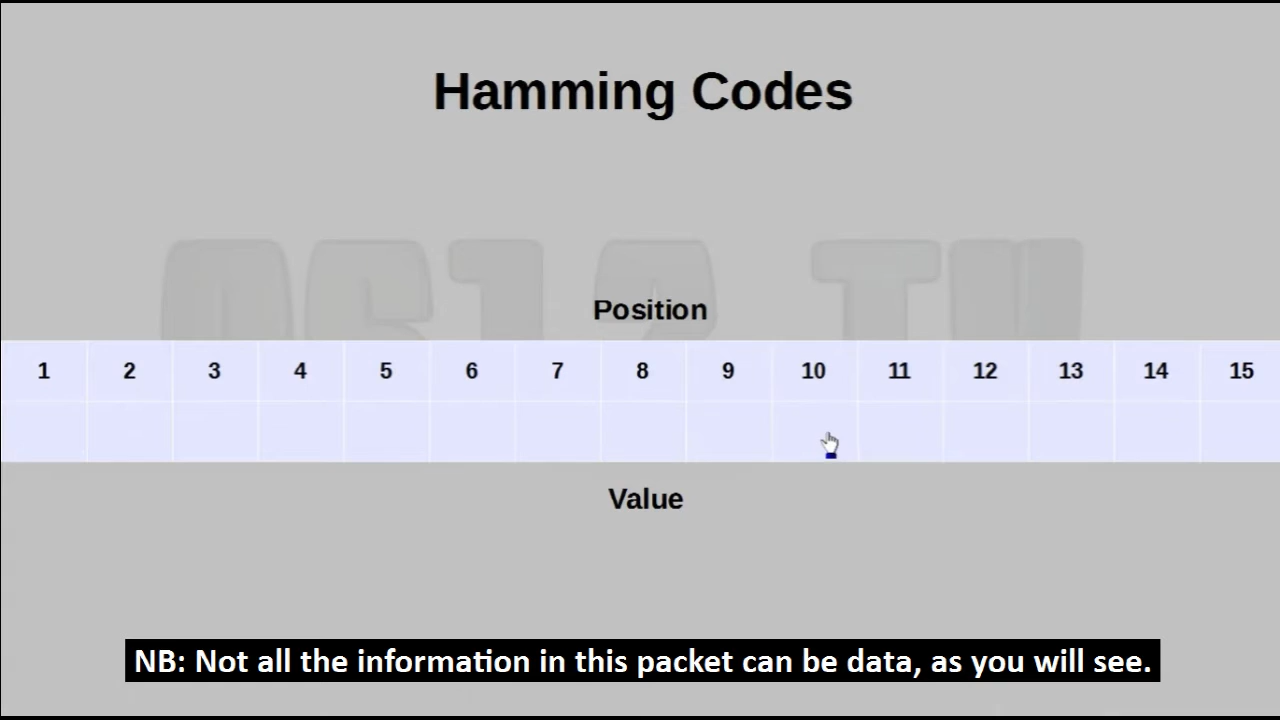 Hamming Codes
Position
1 2 3 4 5 6 7 8 9 10 11 12 13 14 15
Value
NB: Not all the information in this packet can be data, as you will see.